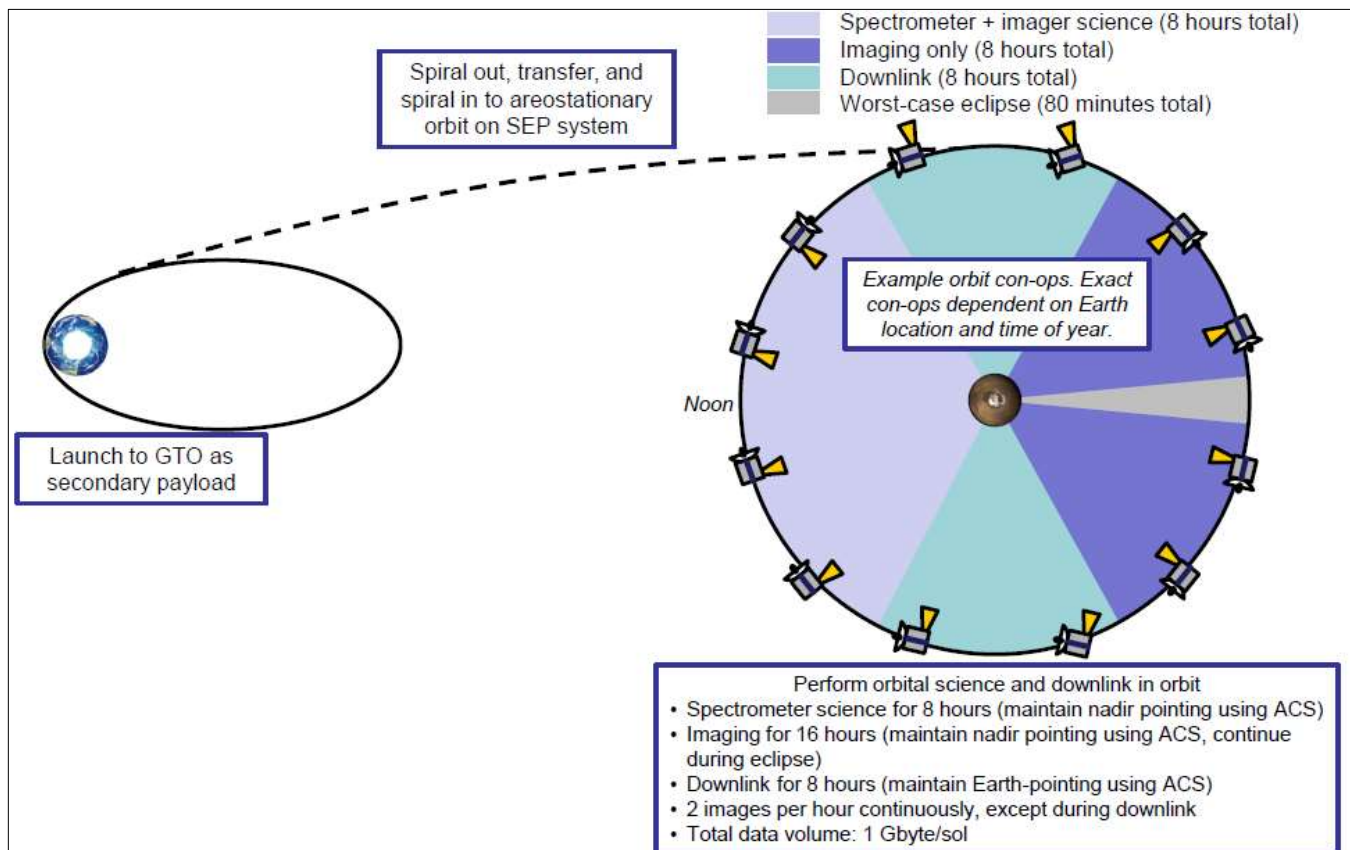 Spectrometer + imager science (8 hours total)
Imaging only (8 hours total)
Downlink (8 hours total)
Worst-case eclipse (80 minutes total)
Spiral out, transfer, and
spiral in to areostationary
orbit on SEP system
Example orbit con-ops. Exact
con-ops dependent on Earth
location and time of year.
Noon
Launch to GTO as
secondary payload
Perform orbital science and downlink in orbit
• Spectrometer science for 8 hours (maintain nadir pointing using ACS)
• Imaging for 16 hours (maintain nadir pointing using ACS, continue
during eclipse)
• Downlink for 8 hours (maintain Earth-pointing using ACS)
• 2 images per hour continuously, except during downlink
• Total data volume: 1 Gbyte/sol